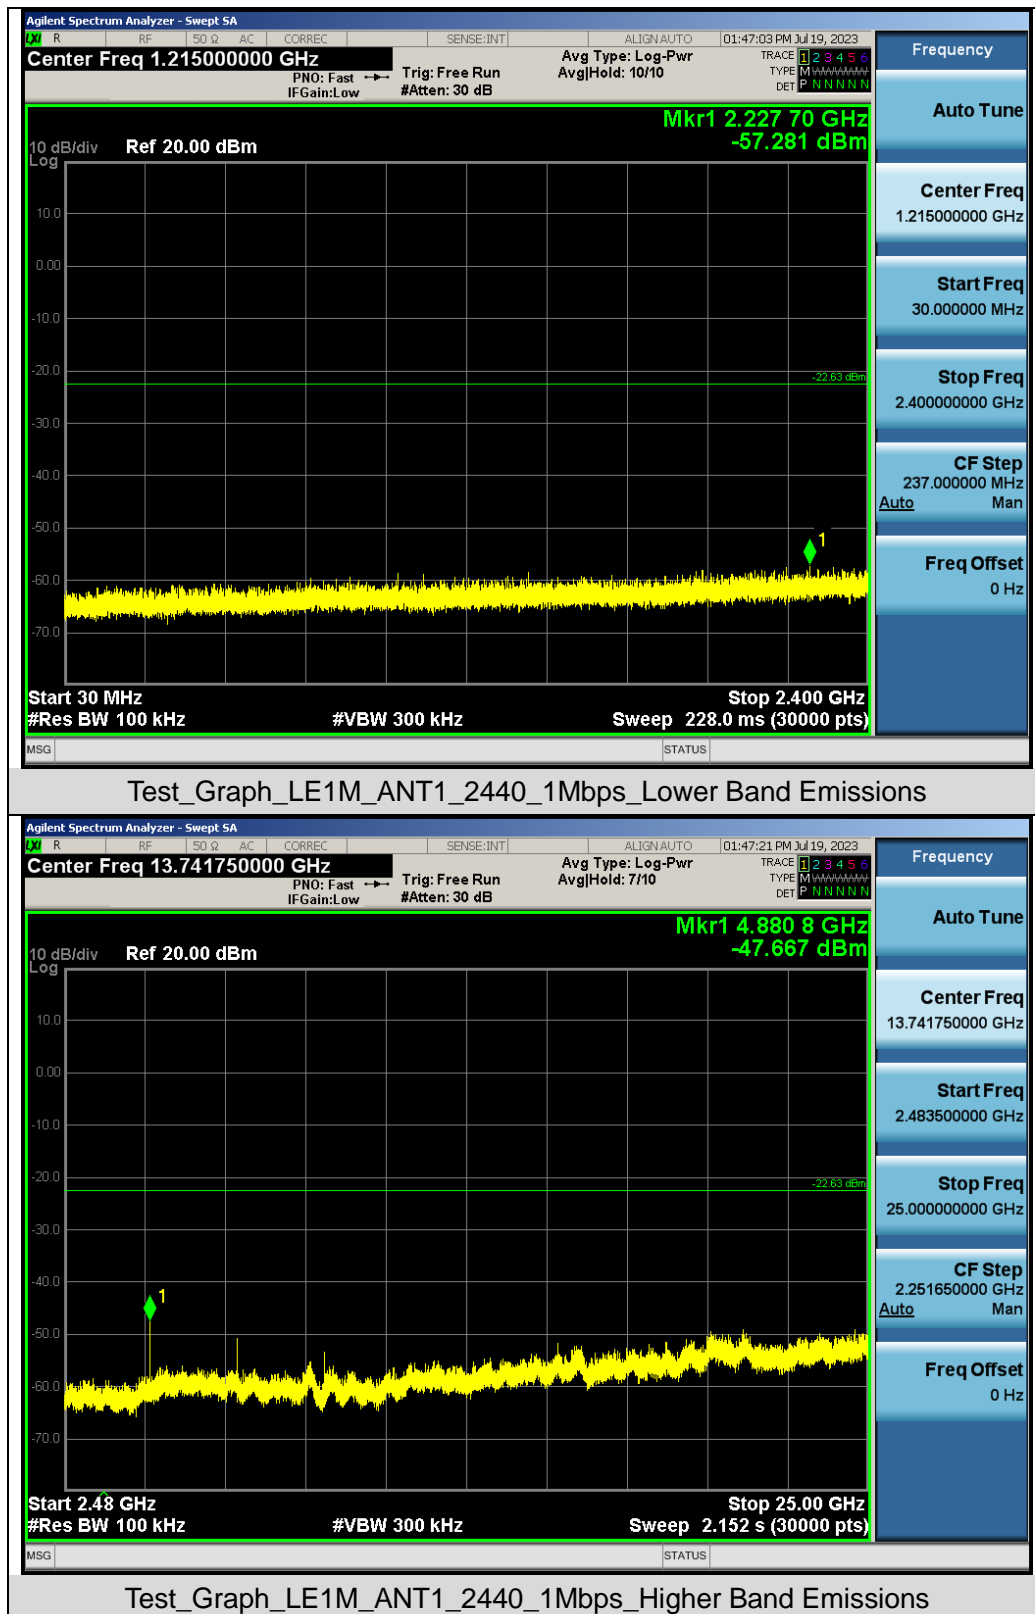 Agilent Spectrum Analyzer - Swept SA
LXI R RF 50 Ω AC CORREC SENSE:INT ALIGN AUTO 01:47:03 PM Jul 19, 2023
Center Freq 1.215000000 GHz
PNO: Fast
IFGain:Low
Trig: Free Run
#Atten: 30 dB
Avg Type: Log-Pwr
Avg|Hold: 10/10
TRACE 1 2 3 4 5 6
TYPE M
DET P N N N N N
Mkr1 2.227 70 GHz
-57.281 dBm
10 dB/div Ref 20.00 dBm
Log
10.0
0.00
-10.0
-20.0
-22.63 dBm
-30.0
-40.0
-50.0
1
-60.0
-70.0
Start 30 MHz Stop 2.400 GHz
#Res BW 100 kHz #VBW 300 kHz Sweep 228.0 ms (30000 pts)
MSG STATUS
Frequency
Auto Tune
Center Freq
1.215000000 GHz
Start Freq
30.000000 MHz
Stop Freq
2.400000000 GHz
CF Step
237.000000 MHz
Auto Man
Freq Offset
0 Hz
Test_Graph_LE1M_ANT1_2440_1Mbps_Lower Band Emissions
Agilent Spectrum Analyzer - Swept SA
LXI R RF 50 Ω AC CORREC SENSE:INT ALIGN AUTO 01:47:21 PM Jul 19, 2023
Center Freq 13.741750000 GHz
PNO: Fast
IFGain:Low
Trig: Free Run
#Atten: 30 dB
Avg Type: Log-Pwr
Avg|Hold: 7/10
TRACE 1 2 3 4 5 6
TYPE M
DET P N N N N N
Mkr1 4.880 8 GHz
-47.667 dBm
10 dB/div Ref 20.00 dBm
Log
10.0
0.00
-10.0
-20.0
-22.63 dBm
-30.0
-40.0
1
-50.0
-60.0
-70.0
Start 2.48 GHz Stop 25.00 GHz
#Res BW 100 kHz #VBW 300 kHz Sweep 2.152 s (30000 pts)
MSG STATUS
Frequency
Auto Tune
Center Freq
13.741750000 GHz
Start Freq
2.483500000 GHz
Stop Freq
25.000000000 GHz
CF Step
2.251650000 GHz
Auto Man
Freq Offset
0 Hz
Test_Graph_LE1M_ANT1_2440_1Mbps_Higher Band Emissions